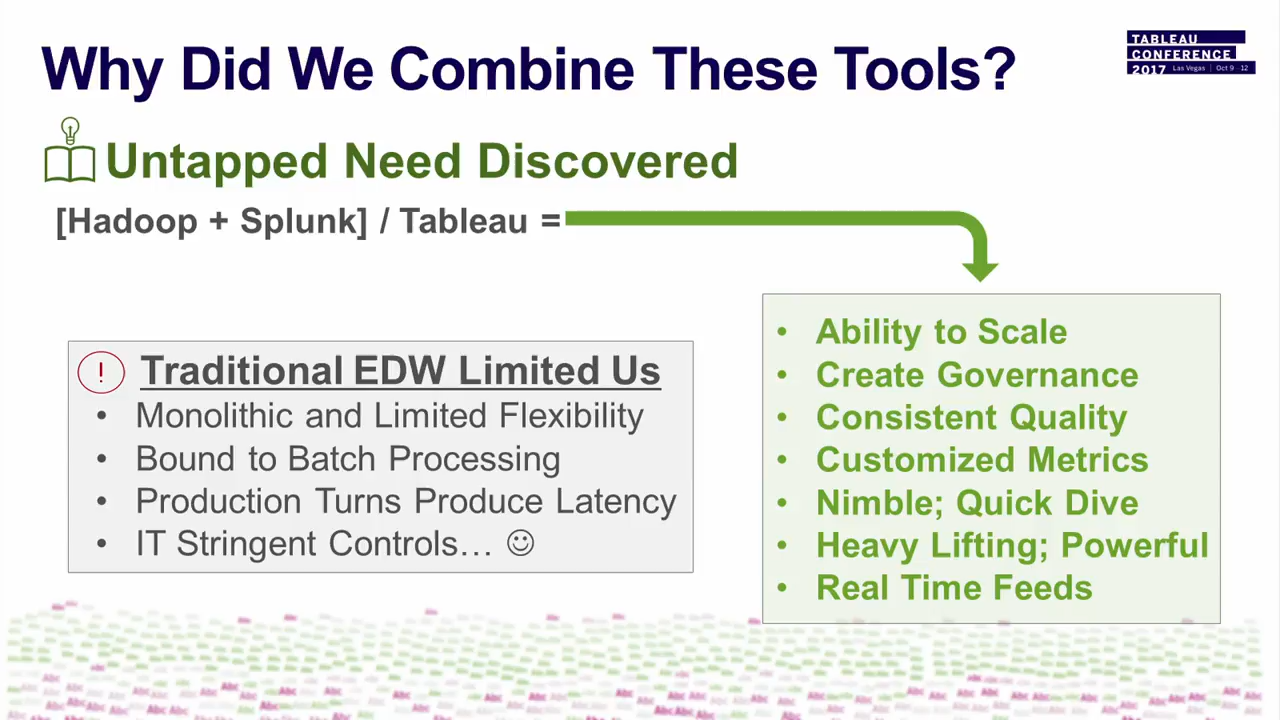 Why Did We Combine These Tools?
TABLEAU
CONFERENCE
2017 Las Vegas | Oct 9 - 12
Untapped Need Discovered
[Hadoop + Splunk] / Tableau =
! Traditional EDW Limited Us
• Monolithic and Limited Flexibility
• Bound to Batch Processing
• Production Turns Produce Latency
• IT Stringent Controls… ☺
• Ability to Scale
• Create Governance
• Consistent Quality
• Customized Metrics
• Nimble; Quick Dive
• Heavy Lifting; Powerful
• Real Time Feeds